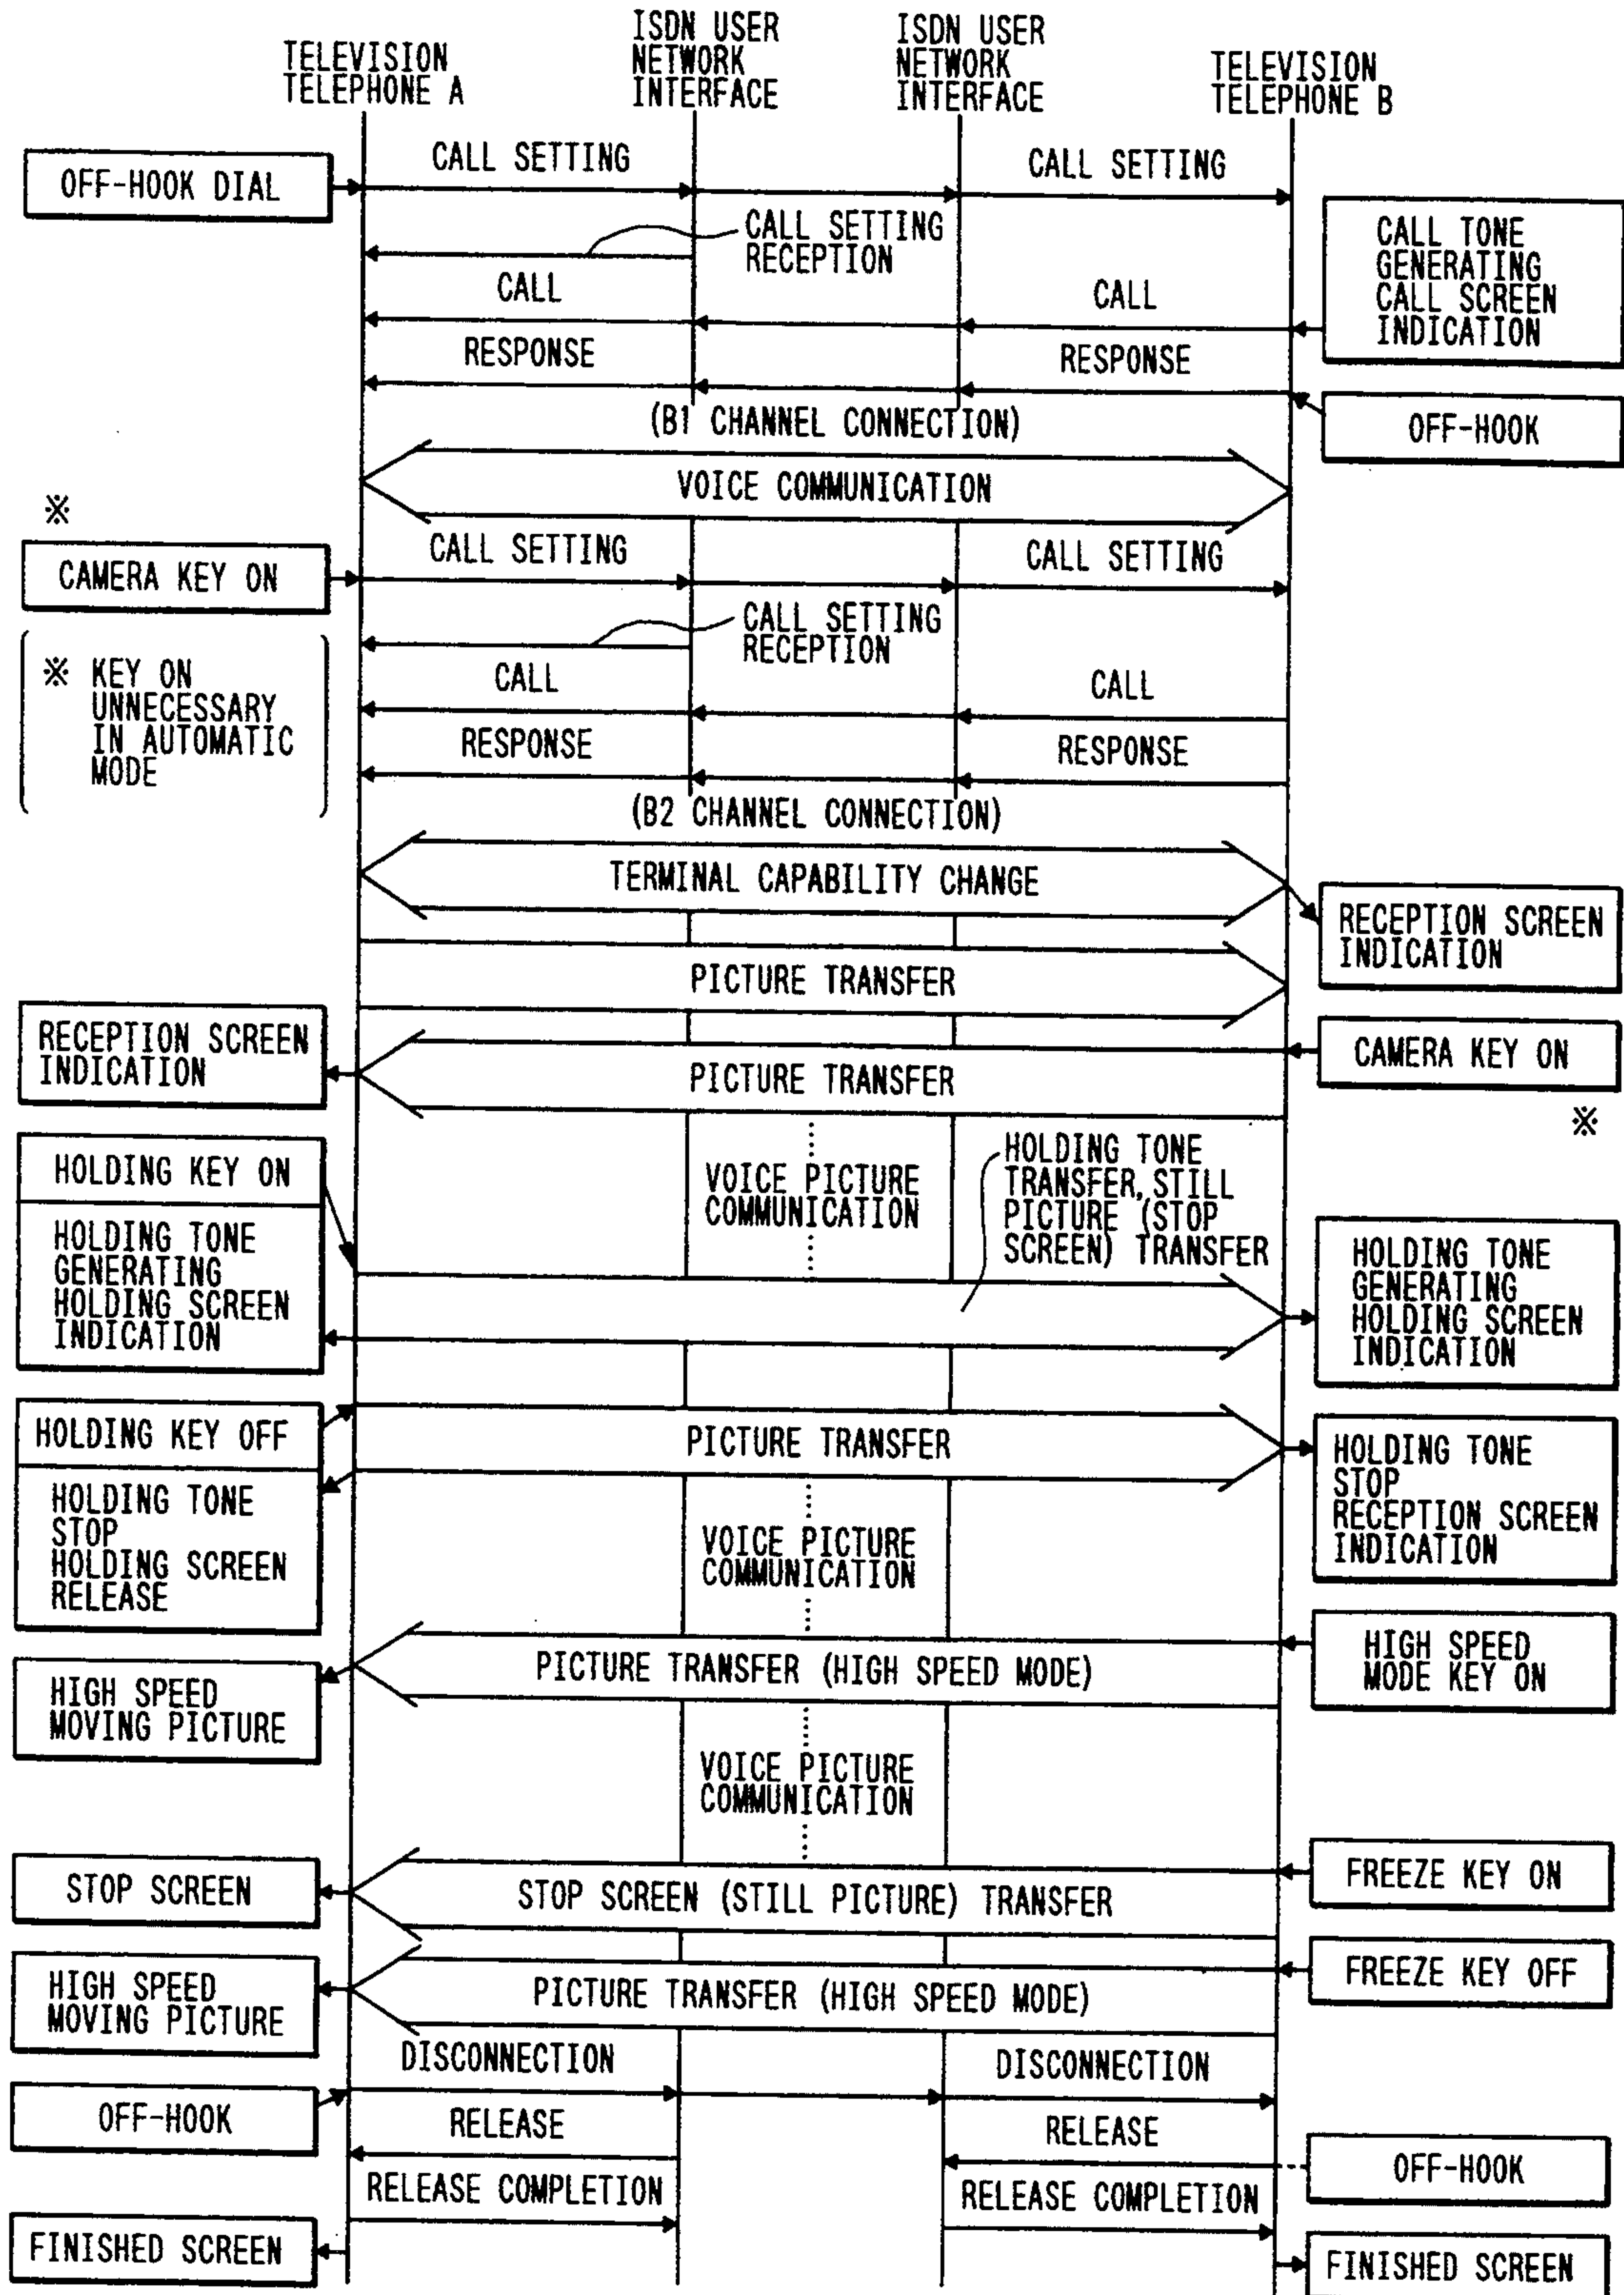 TELEVISION
TELEPHONE A
ISDN USER
NETWORK
INTERFACE
ISDN USER
NETWORK
INTERFACE
TELEVISION
TELEPHONE B
OFF-HOOK DIAL
CALL SETTING
CALL SETTING
CALL SETTING
RECEPTION
CALL TONE
GENERATING
CALL SCREEN
INDICATION
CALL
CALL
RESPONSE
RESPONSE
OFF-HOOK
(B1 CHANNEL CONNECTION)
VOICE COMMUNICATION
※
CAMERA KEY ON
CALL SETTING
CALL SETTING
CALL SETTING
RECEPTION
※ KEY ON
UNNECESSARY
IN AUTOMATIC
MODE
CALL
CALL
RESPONSE
RESPONSE
(B2 CHANNEL CONNECTION)
TERMINAL CAPABILITY CHANGE
RECEPTION SCREEN
INDICATION
PICTURE TRANSFER
RECEPTION SCREEN
INDICATION
PICTURE TRANSFER
CAMERA KEY ON
※
HOLDING KEY ON
HOLDING TONE
GENERATING
HOLDING SCREEN
INDICATION
VOICE PICTURE
COMMUNICATION
HOLDING TONE
TRANSFER, STILL
PICTURE (STOP
SCREEN) TRANSFER
HOLDING TONE
GENERATING
HOLDING SCREEN
INDICATION
HOLDING KEY OFF
HOLDING TONE
STOP
HOLDING SCREEN
RELEASE
PICTURE TRANSFER
HOLDING TONE
STOP
RECEPTION SCREEN
INDICATION
VOICE PICTURE
COMMUNICATION
HIGH SPEED
MODE KEY ON
PICTURE TRANSFER (HIGH SPEED MODE)
HIGH SPEED
MOVING PICTURE
VOICE PICTURE
COMMUNICATION
STOP SCREEN
STOP SCREEN (STILL PICTURE) TRANSFER
FREEZE KEY ON
HIGH SPEED
MOVING PICTURE
PICTURE TRANSFER (HIGH SPEED MODE)
FREEZE KEY OFF
DISCONNECTION
DISCONNECTION
OFF-HOOK
RELEASE
RELEASE
OFF-HOOK
RELEASE COMPLETION
RELEASE COMPLETION
FINISHED SCREEN
FINISHED SCREEN